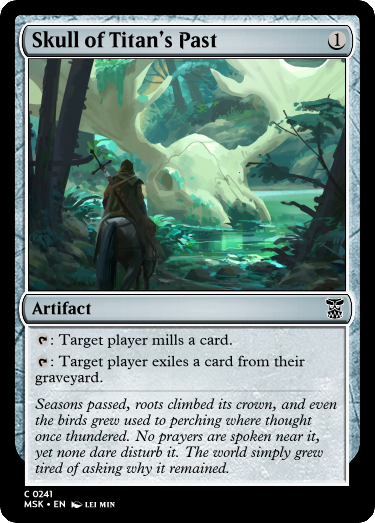 Skull of Titan's Past 1
Artifact
: Target player mills a card.
: Target player exiles a card from their
graveyard.
Seasons passed, roots climbed its crown, and even
the birds grew used to perching where thought
once thundered. No prayers are spoken near it,
yet none dare disturb it. The world simply grew
tired of asking why it remained.
C 0241
MSK • EN LEI MIN